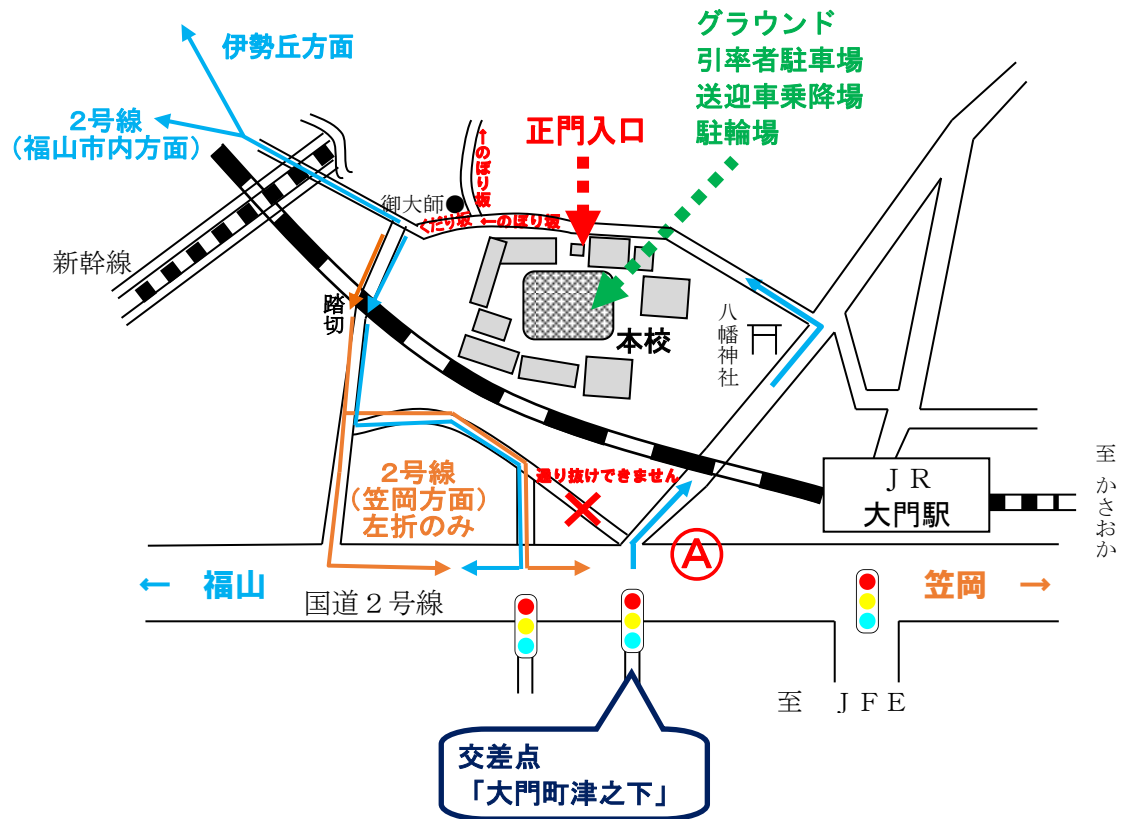 グラウンド
引率者駐車場
送迎車乗降場
駐輪場
伊勢丘方面
2号線
(福山市内方面)
正門入口
←のぼり坂
御大師
くだり坂 ←のぼり坂
新幹線
踏切
本校
八幡神社
2号線
(笠岡方面)
左折のみ
通り抜けできません
JR
大門駅
至 かさおか
Ⓐ
← 福山
笠岡 →
国道2号線
至 JFE
交差点
「大門町津之下」